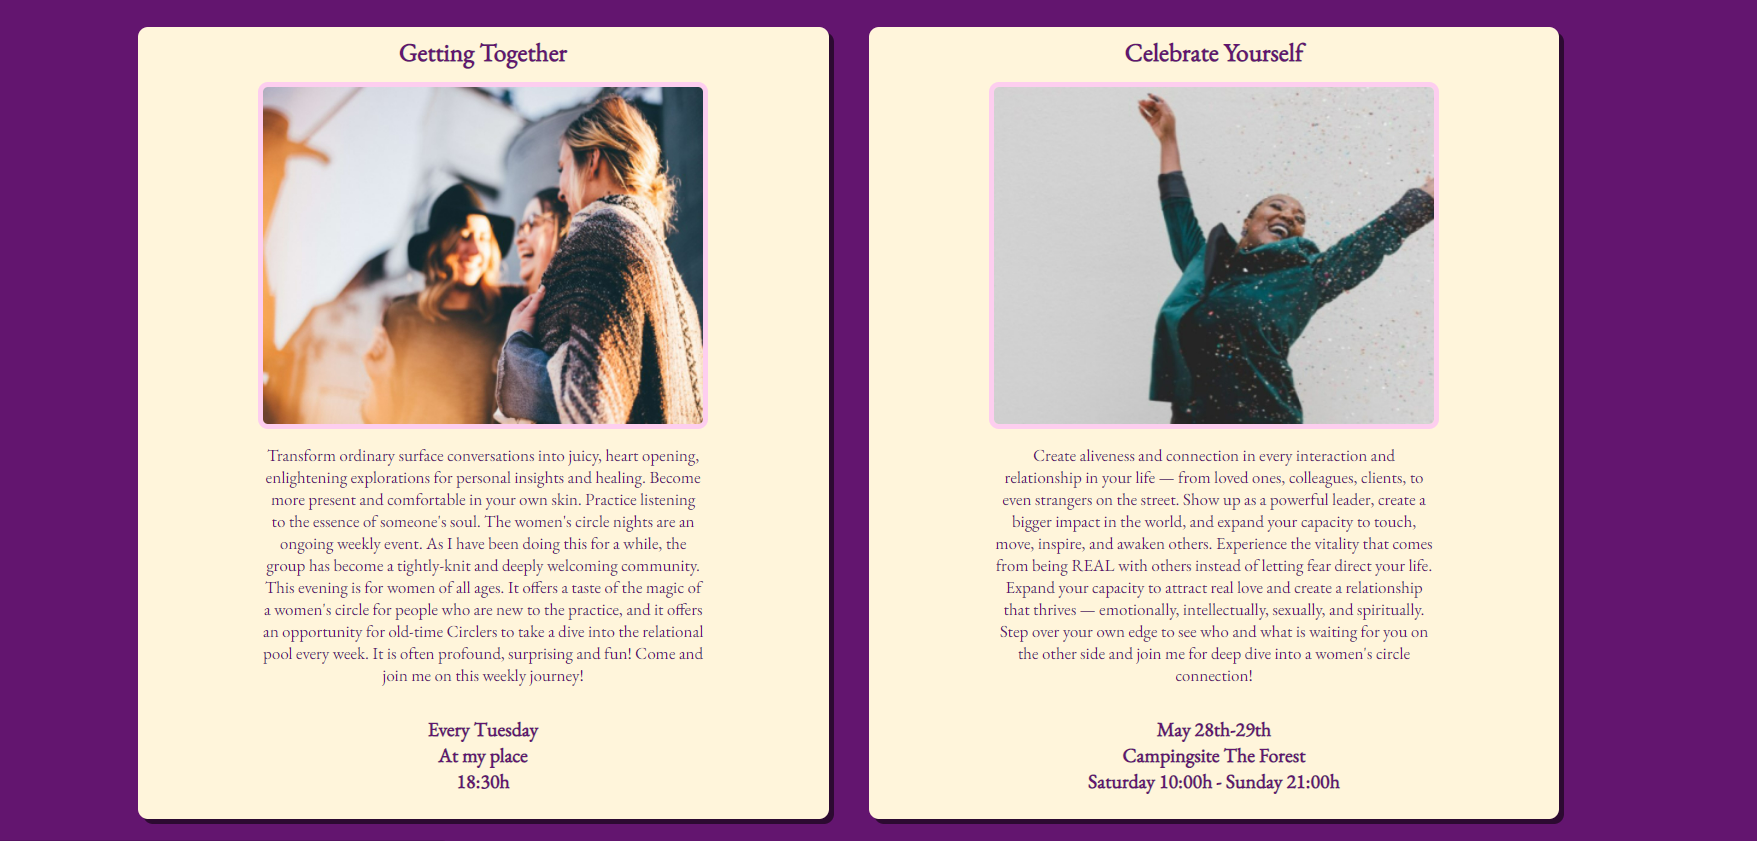 Getting Together
Transform ordinary surface conversations into juicy, heart opening,
enlightening explorations for personal insights and healing. Become
more present and comfortable in your own skin. Practice listening
to the essence of someone's soul. The women's circle nights are an
ongoing weekly event. As I have been doing this for a while, the
group has become a tightly-knit and deeply welcoming community.
This evening is for women of all ages. It offers a taste of the magic of
a women's circle for people who are new to the practice, and it offers
an opportunity for old-time Circlers to take a dive into the relational
pool every week. It is often profound, surprising and fun! Come and
join me on this weekly journey!
Every Tuesday
At my place
18:30h
Celebrate Yourself
Create aliveness and connection in every interaction and
relationship in your life — from loved ones, colleagues, clients, to
even strangers on the street. Show up as a powerful leader, create a
bigger impact in the world, and expand your capacity to touch,
move, inspire, and awaken others. Experience the vitality that comes
from being REAL with others instead of letting fear direct your life.
Expand your capacity to attract real love and create a relationship
that thrives — emotionally, intellectually, sexually, and spiritually.
Step over your own edge to see who and what is waiting for you on
the other side and join me for deep dive into a women's circle
connection!
May 28th-29th
Campingsite The Forest
Saturday 10:00h - Sunday 21:00h